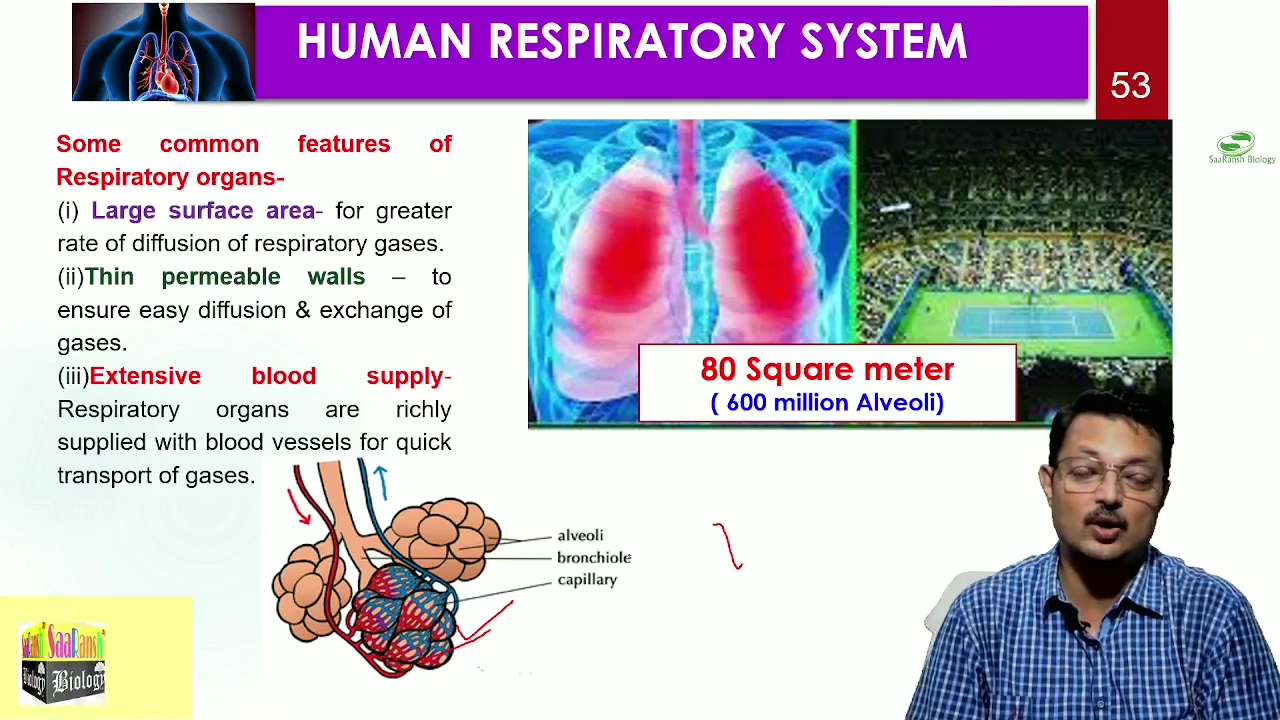 HUMAN RESPIRATORY SYSTEM
53
Some common features of
Respiratory organs-
(i) Large surface area- for greater
rate of diffusion of respiratory gases.
(ii)Thin permeable walls – to
ensure easy diffusion & exchange of
gases.
(iii)Extensive blood supply-
Respiratory organs are richly
supplied with blood vessels for quick
transport of gases.
SaaRansh Biology
80 Square meter
( 600 million Alveoli)
alveoli
bronchiole
capillary
SaaRansh
Biology
Biology